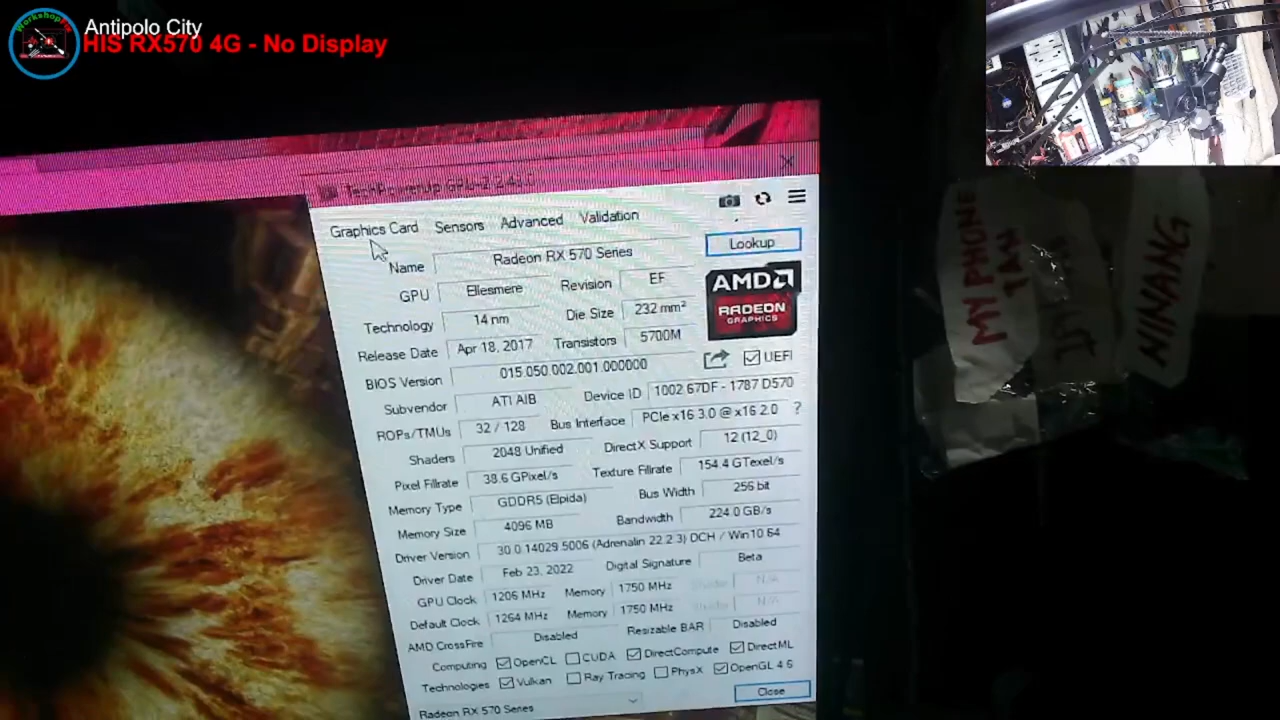 WorkshopPH
Antipolo City
HIS RX570 4G - No Display
TechPowerUp GPU-Z
Graphics Card Sensors Advanced Validation
Name Radeon RX 570 Series Lookup
GPU Ellesmere Revision EF
AMD
RADEON
GRAPHICS
Technology 14 nm Die Size 232 mm²
Release Date Apr 18, 2017 Transistors 5700M
BIOS Version 015.050.002.001.000000 UEFI
Subvendor ATI AIB Device ID 1002 67DF - 1787 D570
ROPs/TMUs 32 / 128 Bus Interface PCIe x16 3.0 @ x16 2.0 ?
Shaders 2048 Unified DirectX Support 12 (12_0)
Pixel Fillrate 38.6 GPixel/s Texture Fillrate 154.4 GTexel/s
Memory Type GDDR5 (Elpida) Bus Width 256 bit
Memory Size 4096 MB Bandwidth 224.0 GB/s
Driver Version 30.0.14029.5006 (Adrenalin 22.2.3) DCH / Win10 64
Driver Date Feb 23, 2022 Digital Signature Beta
GPU Clock 1206 MHz Memory 1750 MHz Shader N/A
Default Clock 1264 MHz Memory 1750 MHz Shader N/A
AMD CrossFire Disabled Resizable BAR Disabled
Computing OpenCL CUDA DirectCompute DirectML
Technologies Vulkan Ray Tracing PhysX OpenGL 4.6
Radeon RX 570 Series Close
MY PHONE
NINANG